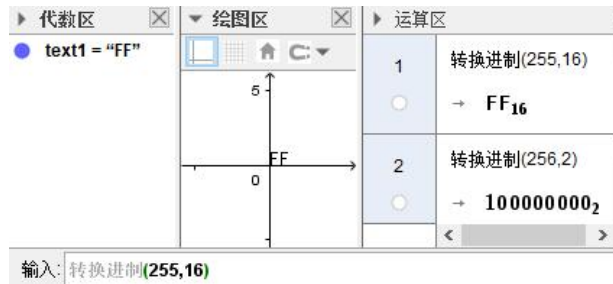 代数区
text1 = “FF”
绘图区
5
FF
0
运算区
1
转换进制(255,16)
→ FF₁₆
2
转换进制(256,2)
→ 100000000₂
输入: 转换进制(255,16)